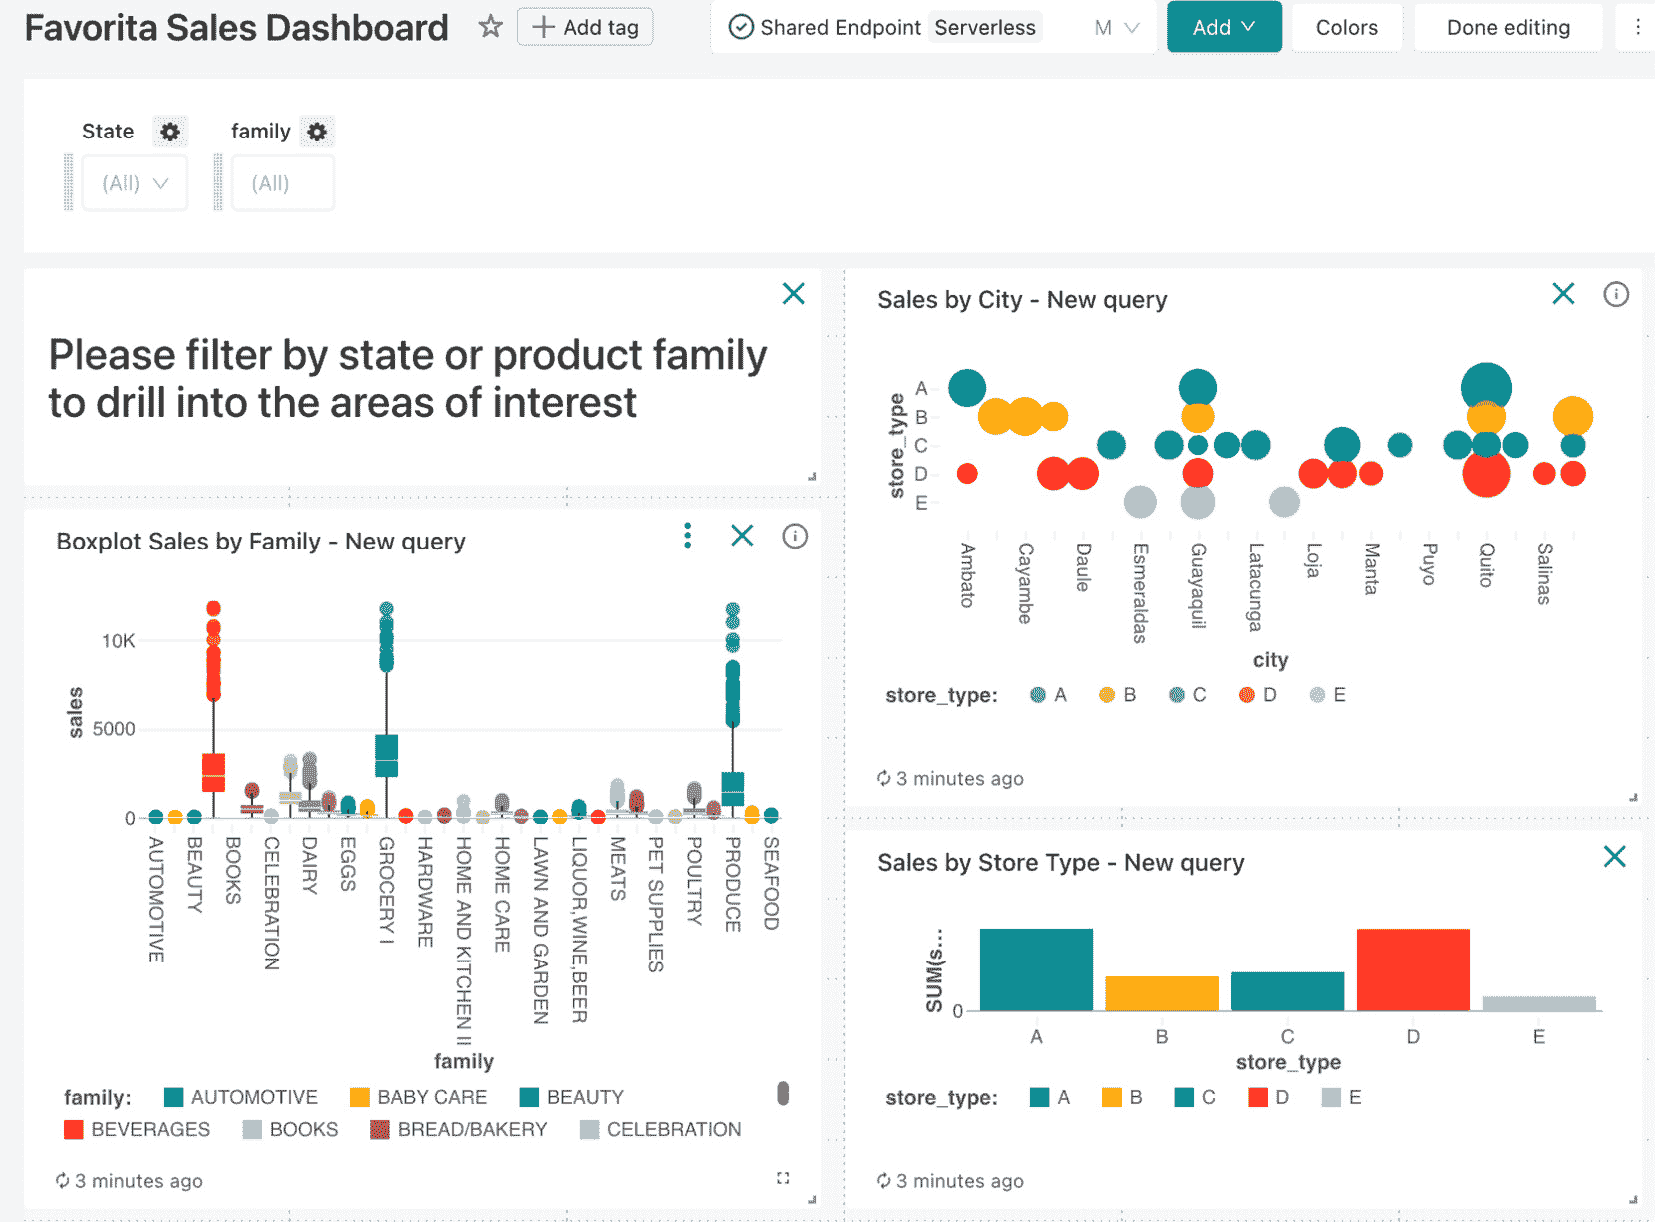 Favorita Sales Dashboard
Add tag
Shared Endpoint Serverless M
Add
Colors
Done editing
State
family
(All)
(All)
Please filter by state or product family
to drill into the areas of interest
Sales by City - New query
store_type
A
B
C
D
E
Ambato
Cayambe
Daule
Esmeraldas
Guayaquil
Latacunga
Loja
Manta
Puyo
Quito
Salinas
city
store_type: A B C D E
3 minutes ago
Boxplot Sales by Family - New query
sales
10K
5000
0
AUTOMOTIVE
BEAUTY
BOOKS
CELEBRATION
DAIRY
EGGS
GROCERY I
HARDWARE
HOME AND KITCHEN II
HOME CARE
LAWN AND GARDEN
LIQUOR,WINE,BEER
MEATS
PET SUPPLIES
POULTRY
PRODUCE
SEAFOOD
family
family: AUTOMOTIVE BABY CARE BEAUTY
BEVERAGES BOOKS BREAD/BAKERY CELEBRATION
3 minutes ago
Sales by Store Type - New query
SUM(s...
0
A B C D E
store_type
store_type: A B C D E
3 minutes ago